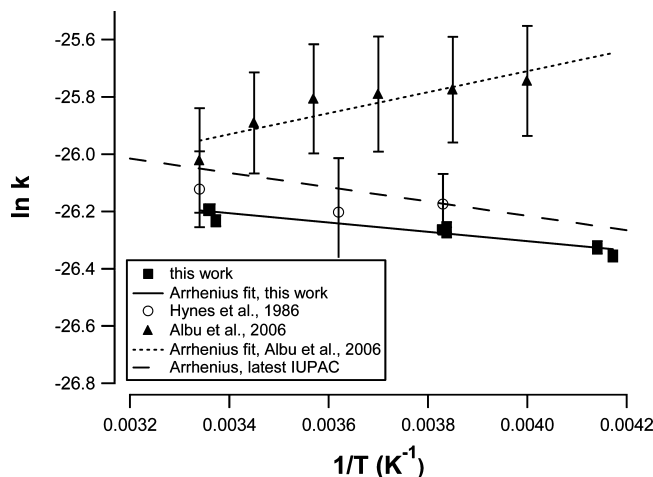 -25.6
-25.8
-26.0
-26.2
-26.4
-26.6
-26.8
ln k
this work
Arrhenius fit, this work
Hynes et al., 1986
Albu et al., 2006
Arrhenius fit, Albu et al., 2006
Arrhenius, latest IUPAC
0.0032 0.0034 0.0036 0.0038 0.0040 0.0042
1/T (K⁻¹)